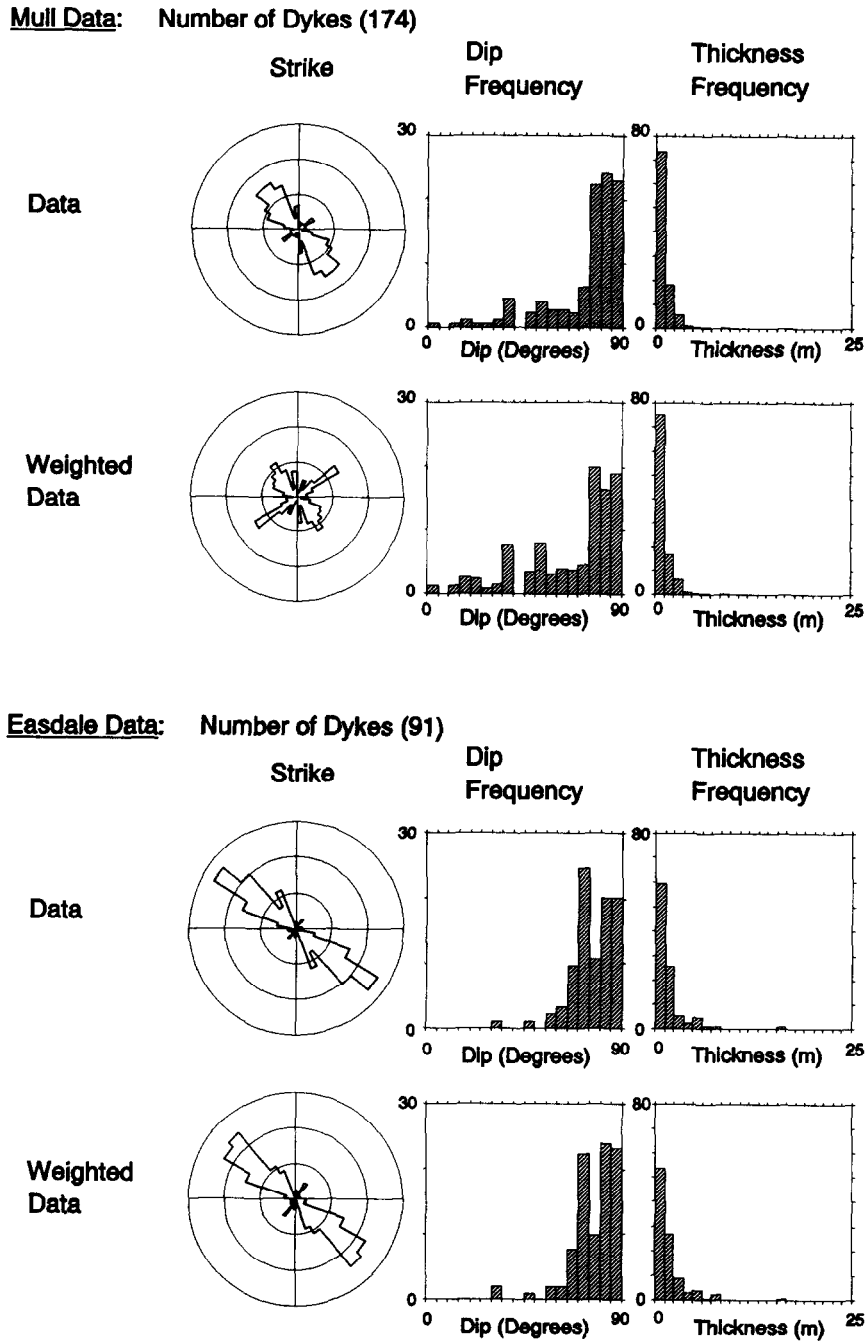 Mull Data: Number of Dykes (174)
Strike
Dip Frequency
Thickness Frequency
Data
30
0
0
Dip (Degrees)
90
80
0
0
Thickness (m)
25
Weighted Data
30
0
0
Dip (Degrees)
90
80
0
0
Thickness (m)
25
Easdale Data: Number of Dykes (91)
Strike
Dip Frequency
Thickness Frequency
Data
30
0
0
Dip (Degrees)
90
80
0
0
Thickness (m)
25
Weighted Data
30
0
0
Dip (Degrees)
90
80
0
0
Thickness (m)
25